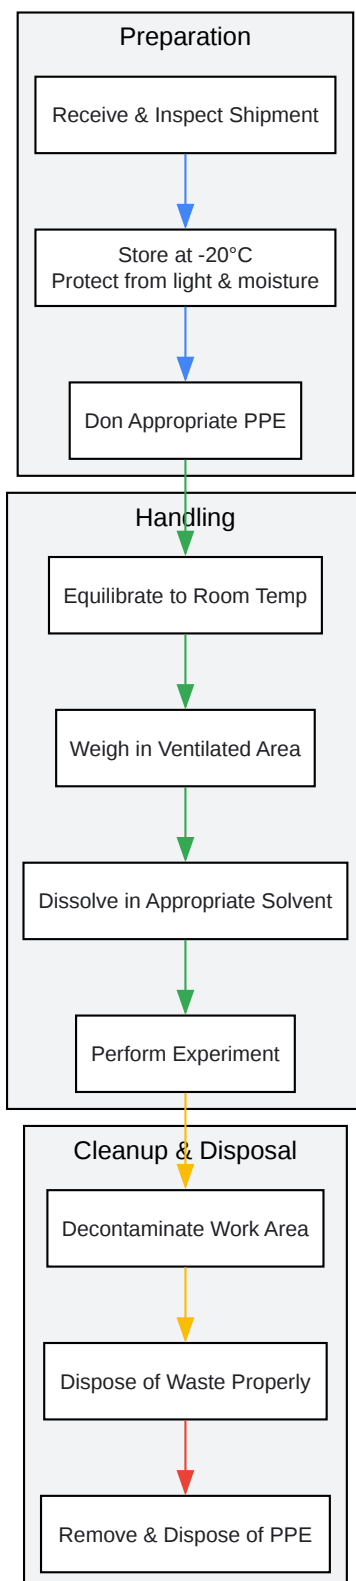 Preparation
Receive & Inspect Shipment
Store at -20°C
Protect from light & moisture
Don Appropriate PPE
Handling
Equilibrate to Room Temp
Weigh in Ventilated Area
Dissolve in Appropriate Solvent
Perform Experiment
Cleanup & Disposal
Decontaminate Work Area
Dispose of Waste Properly
Remove & Dispose of PPE